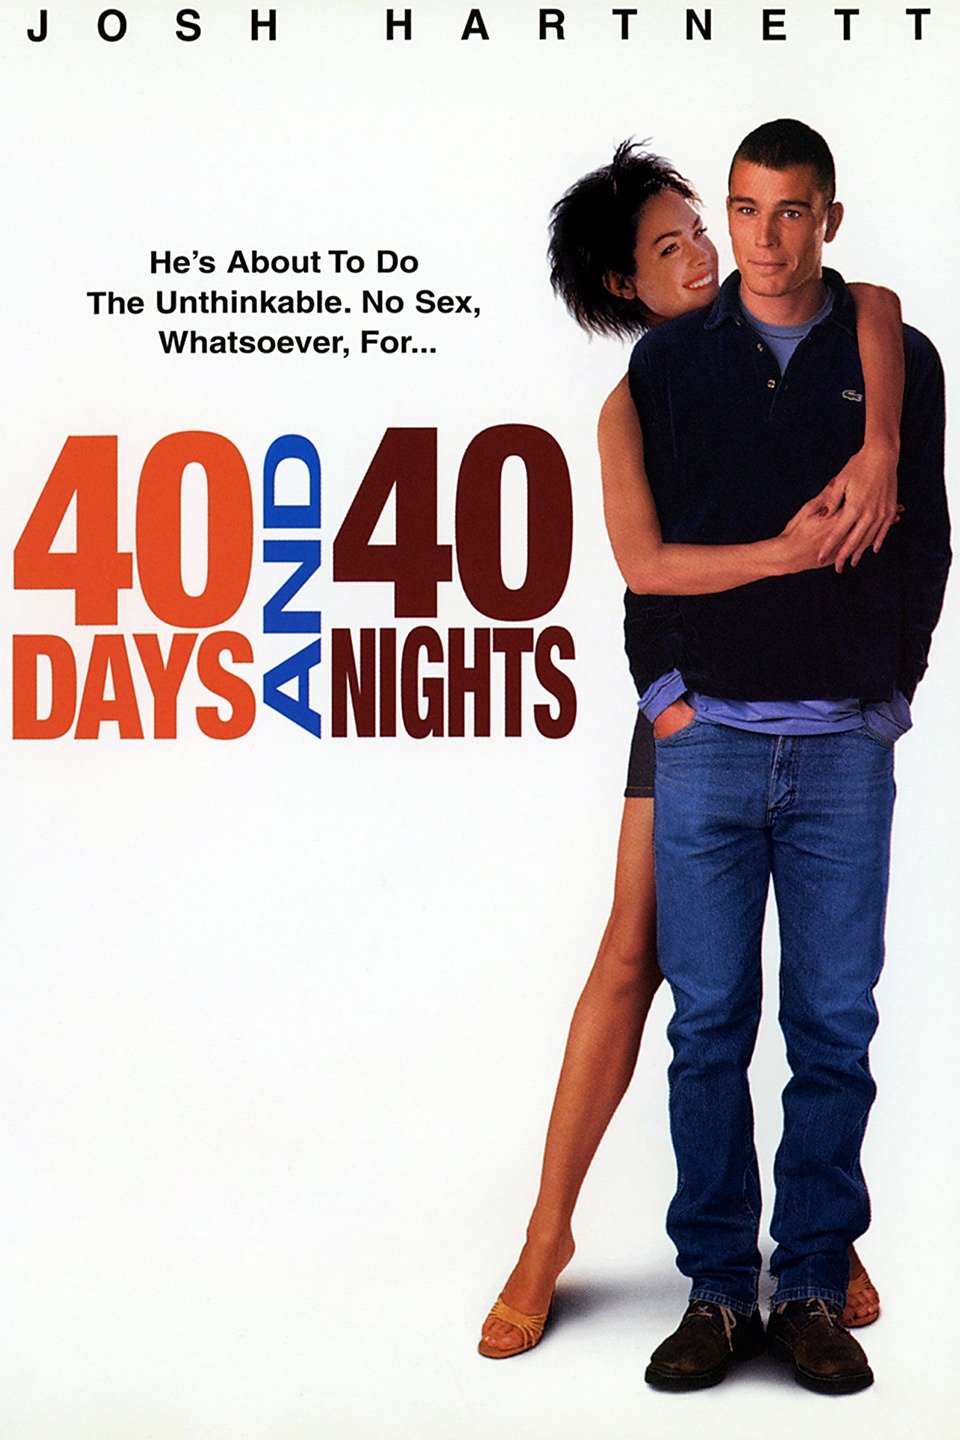 JOSH HARTNETT
He's About To Do
The Unthinkable. No Sex,
Whatsoever, For...
40 DAYS
AND
40 NIGHTS